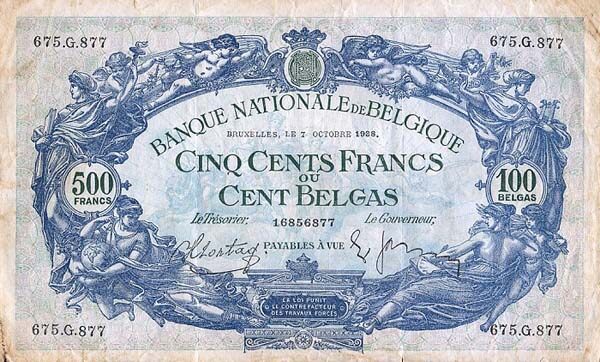 675.G.877 675.G.877
BANQUE NATIONALE DE BELGIQUE
BRUXELLES, LE 7 OCTOBRE 1938.
CINQ CENTS FRANCS
OU
CENT BELGAS
500 FRANCS
100 BELGAS
Le Trésorier, 16856877 Le Gouverneur,
PAYABLES À VUE
LA LOI PUNIT
LE CONTREFACTEUR
DES TRAVAUX FORCÉS
675.G.877 675.G.877